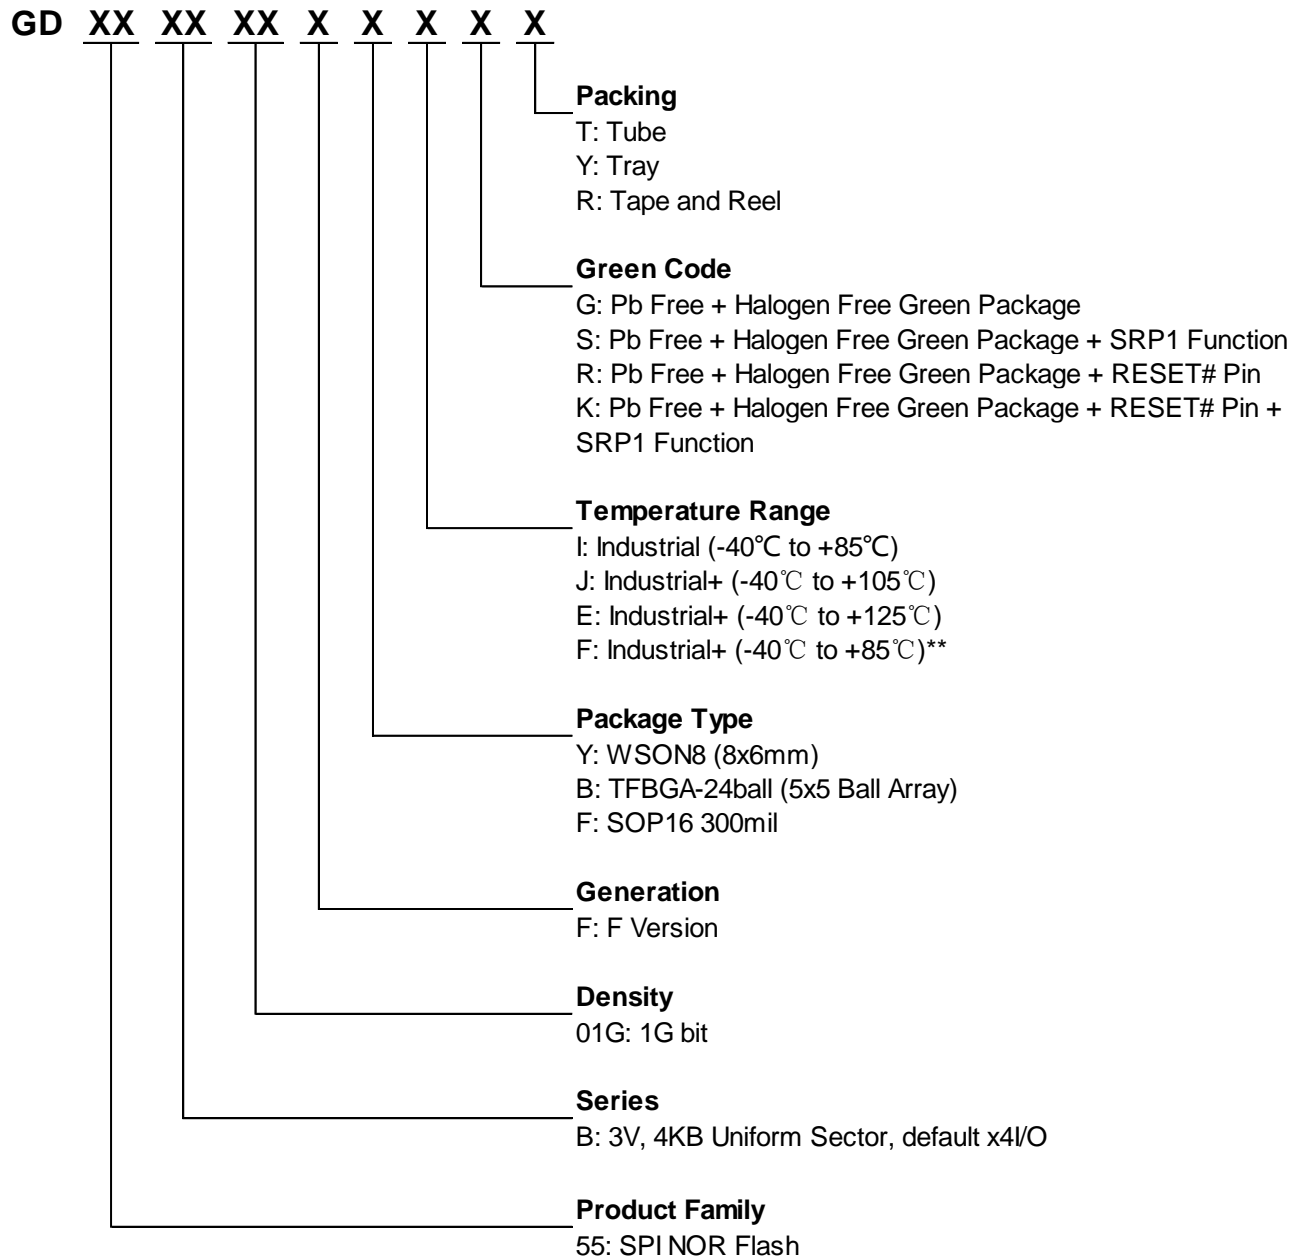 GD XX XX XX X X X X X
Packing
T: Tube
Y: Tray
R: Tape and Reel
Green Code
G: Pb Free + Halogen Free Green Package
S: Pb Free + Halogen Free Green Package + SRP1 Function
R: Pb Free + Halogen Free Green Package + RESET# Pin
K: Pb Free + Halogen Free Green Package + RESET# Pin +
SRP1 Function
Temperature Range
I: Industrial (-40℃ to +85℃)
J: Industrial+ (-40℃ to +105℃)
E: Industrial+ (-40℃ to +125℃)
F: Industrial+ (-40℃ to +85℃)**
Package Type
Y: WSON8 (8x6mm)
B: TFBGA-24ball (5x5 Ball Array)
F: SOP16 300mil
Generation
F: F Version
Density
01G: 1G bit
Series
B: 3V, 4KB Uniform Sector, default x4I/O
Product Family
55: SPI NOR Flash